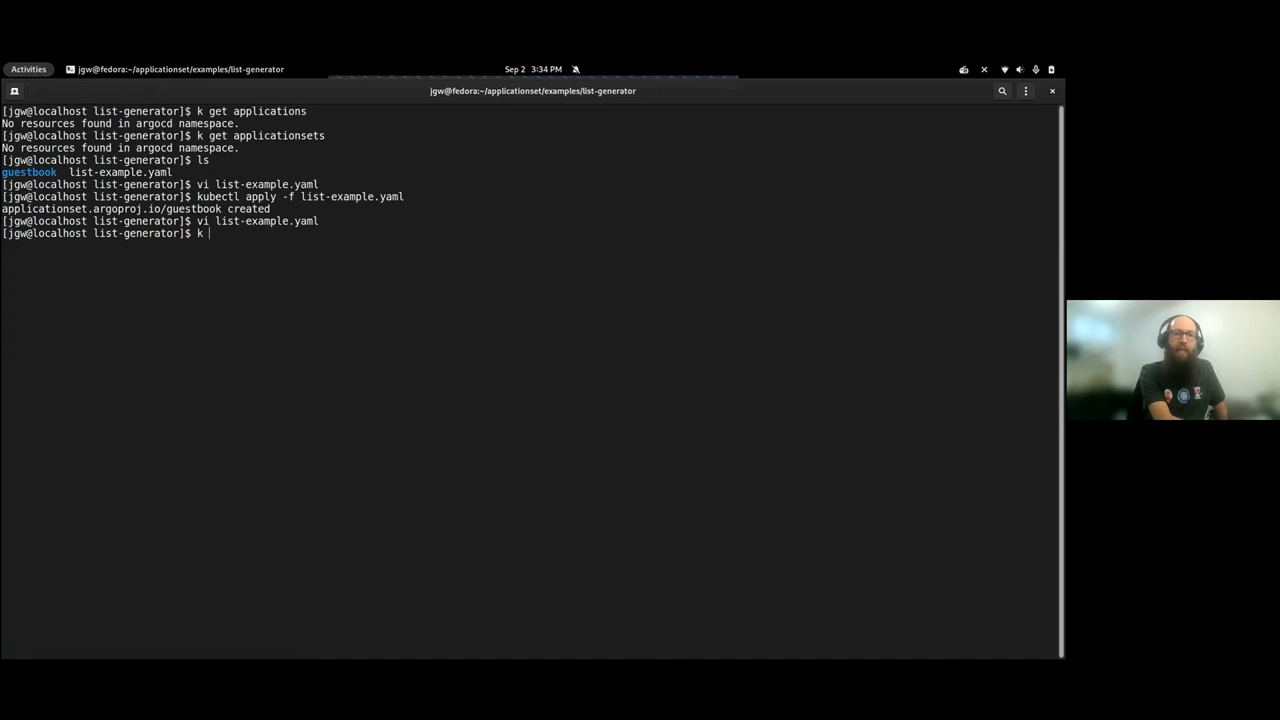 Activities
jgw@fedora:~/applicationset/examples/list-generator
Sep 2 3:34 PM
jgw@fedora:~/applicationset/examples/list-generator
[jgw@localhost list-generator]$ k get applications
No resources found in argocd namespace.
[jgw@localhost list-generator]$ k get applicationsets
No resources found in argocd namespace.
[jgw@localhost list-generator]$ ls
guestbook  list-example.yaml
[jgw@localhost list-generator]$ vi list-example.yaml
[jgw@localhost list-generator]$ kubectl apply -f list-example.yaml
applicationset.argoproj.io/guestbook created
[jgw@localhost list-generator]$ vi list-example.yaml
[jgw@localhost list-generator]$ k